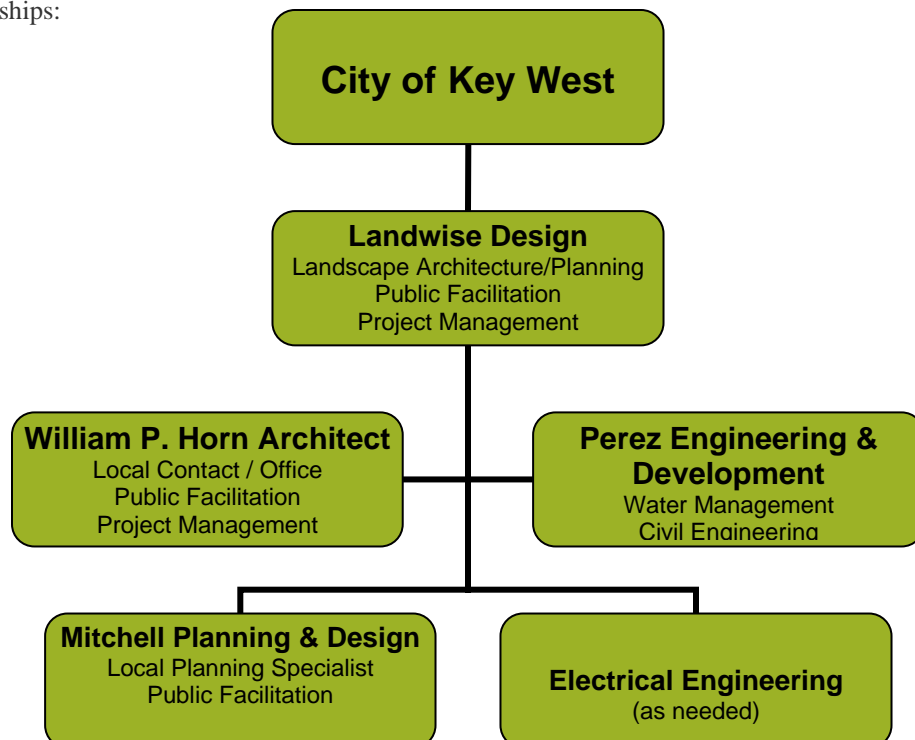 ships:
City of Key West
Landwise Design
Landscape Architecture/Planning
Public Facilitation
Project Management
William P. Horn Architect
Local Contact / Office
Public Facilitation
Project Management
Perez Engineering &
Development
Water Management
Civil Engineering
Mitchell Planning & Design
Local Planning Specialist
Public Facilitation
Electrical Engineering
(as needed)